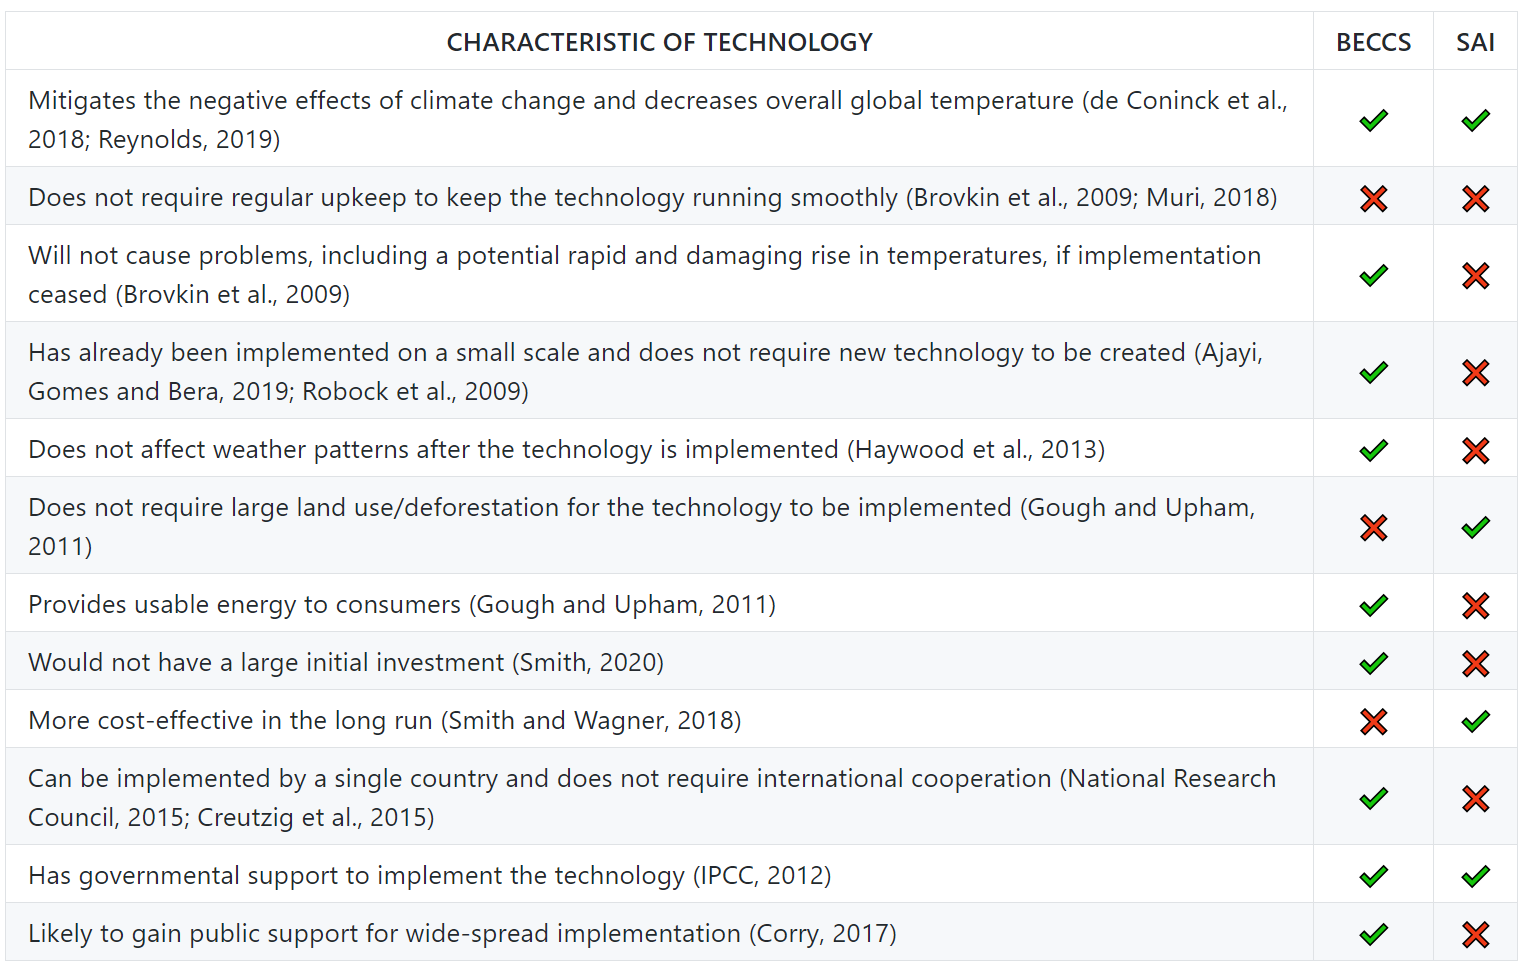 CHARACTERISTIC OF TECHNOLOGY BECCS SAI
Mitigates the negative effects of climate change and decreases overall global temperature (de Coninck et al.,
2018; Reynolds, 2019)
Does not require regular upkeep to keep the technology running smoothly (Brovkin et al., 2009; Muri, 2018)
Will not cause problems, including a potential rapid and damaging rise in temperatures, if implementation
ceased (Brovkin et al., 2009)
Has already been implemented on a small scale and does not require new technology to be created (Ajayi,
Gomes and Bera, 2019; Robock et al., 2009)
Does not affect weather patterns after the technology is implemented (Haywood et al., 2013)
Does not require large land use/deforestation for the technology to be implemented (Gough and Upham,
2011)
Provides usable energy to consumers (Gough and Upham, 2011)
Would not have a large initial investment (Smith, 2020)
More cost-effective in the long run (Smith and Wagner, 2018)
Can be implemented by a single country and does not require international cooperation (National Research
Council, 2015; Creutzig et al., 2015)
Has governmental support to implement the technology (IPCC, 2012)
Likely to gain public support for wide-spread implementation (Corry, 2017)